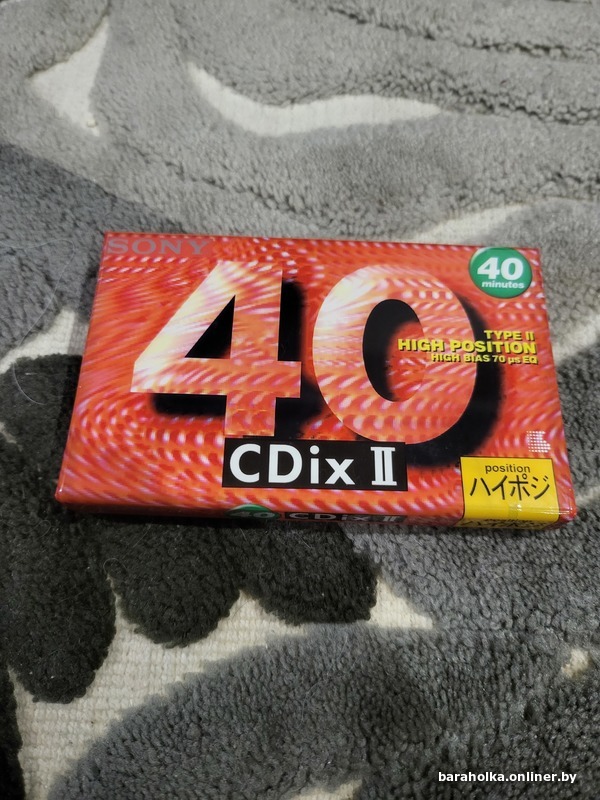 SONY
40
minutes
40
TYPE II
HIGH POSITION
HIGH BIAS 70 µs EQ
CDix II
position
ハイポジ
40 CDix II
baraholka.onliner.by